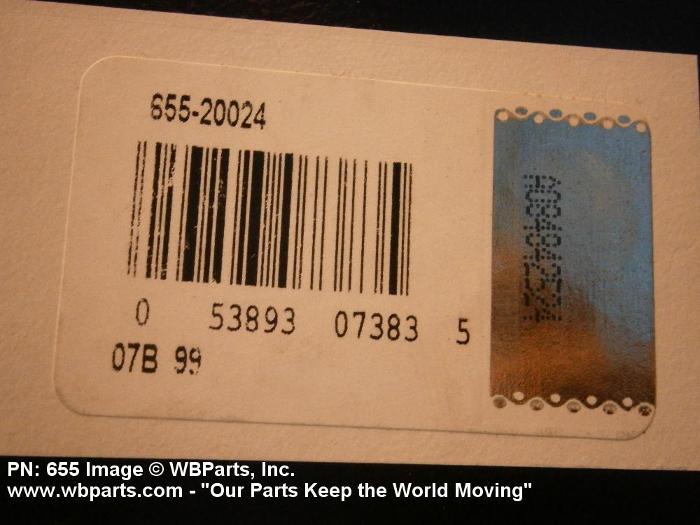 655-20024
0 53893 07383 5
07B 99
PN: 655 Image © WBParts, Inc.
www.wbparts.com - "Our Parts Keep the World Moving"